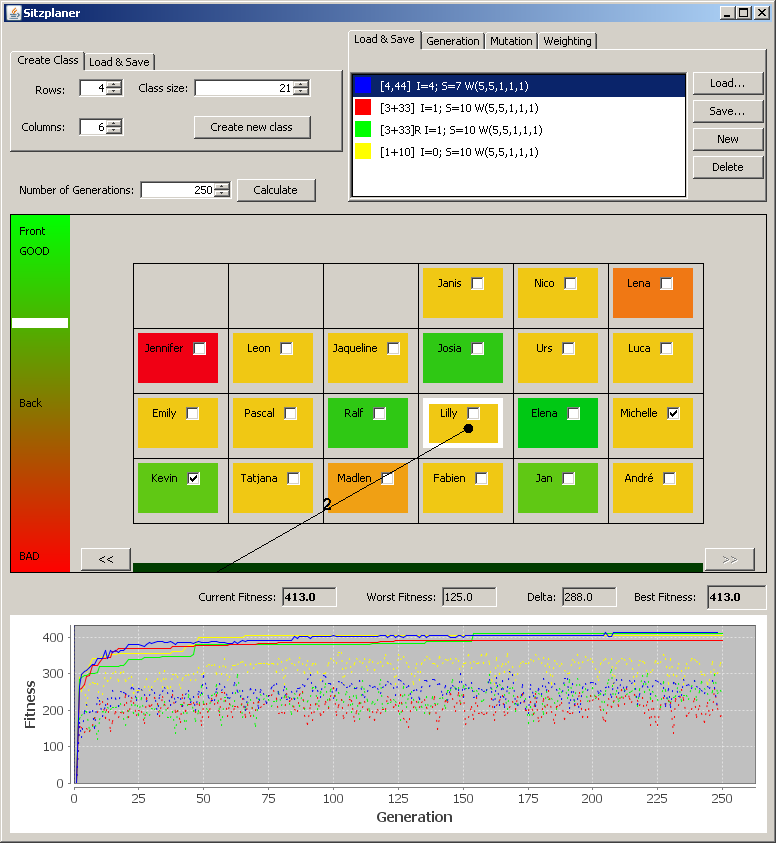 Sitzplaner
Create Class Load & Save
Rows: 4 Class size: 21
Columns: 6 Create new class
Number of Generations: 250 Calculate
Load & Save Generation Mutation Weighting
[4,44] I=4; S=7 W(5,5,1,1,1)
[3+33] I=1; S=10 W(5,5,1,1,1)
[3+33]R I=1; S=10 W(5,5,1,1,1)
[1+10] I=0; S=10 W(5,5,1,1,1)
Load...
Save...
New
Delete
Front
GOOD
Back
BAD
Janis Nico Lena
Jennifer Leon Jaqueline Josia Urs Luca
Emily Pascal Ralf Lilly Elena Michelle
Kevin Tatjana Madlen Fabien Jan André
2
<< >>
Current Fitness: 413.0 Worst Fitness: 125.0 Delta: 288.0 Best Fitness: 413.0
Fitness
400
300
200
100
0
0 25 50 75 100 125 150 175 200 225 250
Generation